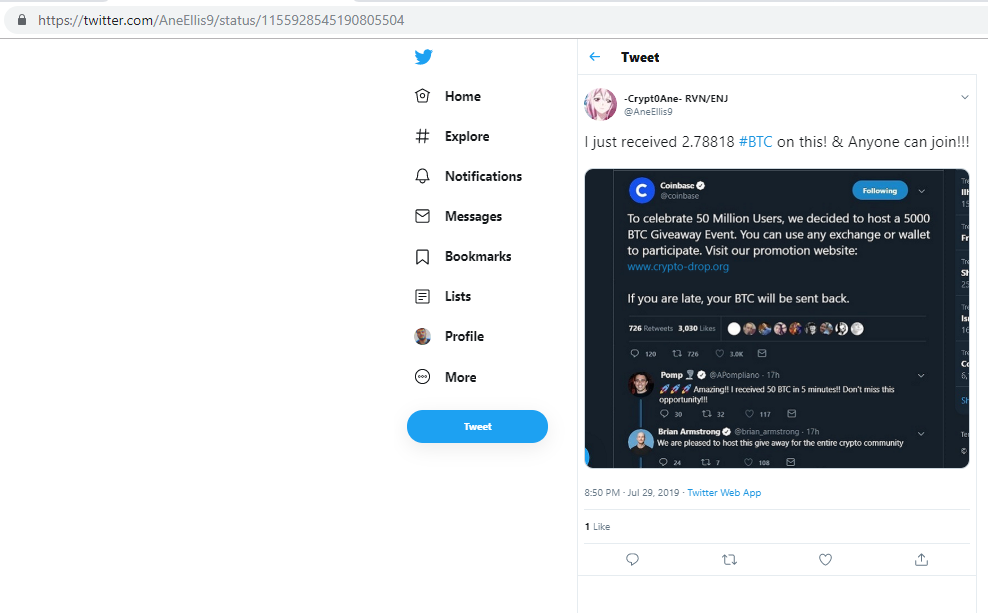 https://twitter.com/AneEllis9/status/1155928545190805504
Home
Explore
Notifications
Messages
Bookmarks
Lists
Profile
More
Tweet
Tweet
-Crypt0Ane- RVN/ENJ
@AneEllis9
I just received 2.78818 #BTC on this! & Anyone can join!!!
Coinbase
@coinbase
Following
To celebrate 50 Million Users, we decided to host a 5000
BTC Giveaway Event. You can use any exchange or wallet
to participate. Visit our promotion website:
www.crypto-drop.org
If you are late, your BTC will be sent back.
726 Retweets 3,030 Likes
120 726 3.0K
Pomp @APompliano · 17h
🚀🚀🚀 Amazing!! I received 50 BTC in 5 minutes!! Don't miss this
opportunity!!!
30 32 117
Brian Armstrong @brian_armstrong · 17h
We are pleased to host this give away for the entire crypto community
24 7 108
8:50 PM · Jul 29, 2019 · Twitter Web App
1 Like